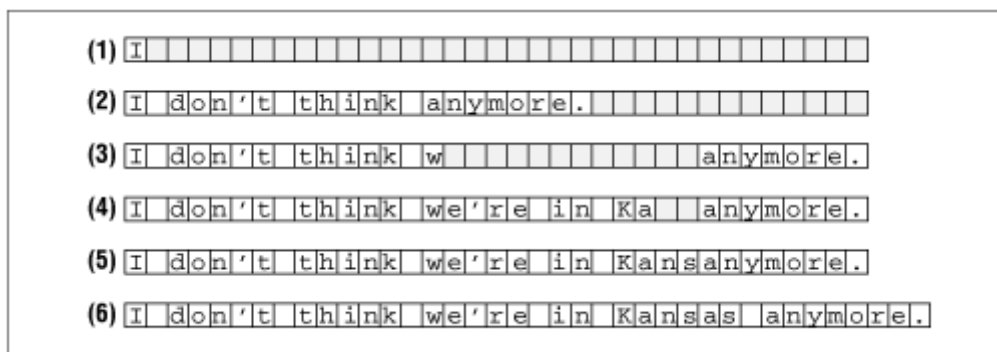 (1) I
(2) I don't think anymore.
(3) I don't think w anymore.
(4) I don't think we're in Ka anymore.
(5) I don't think we're in Kansanymore.
(6) I don't think we're in Kansas anymore.